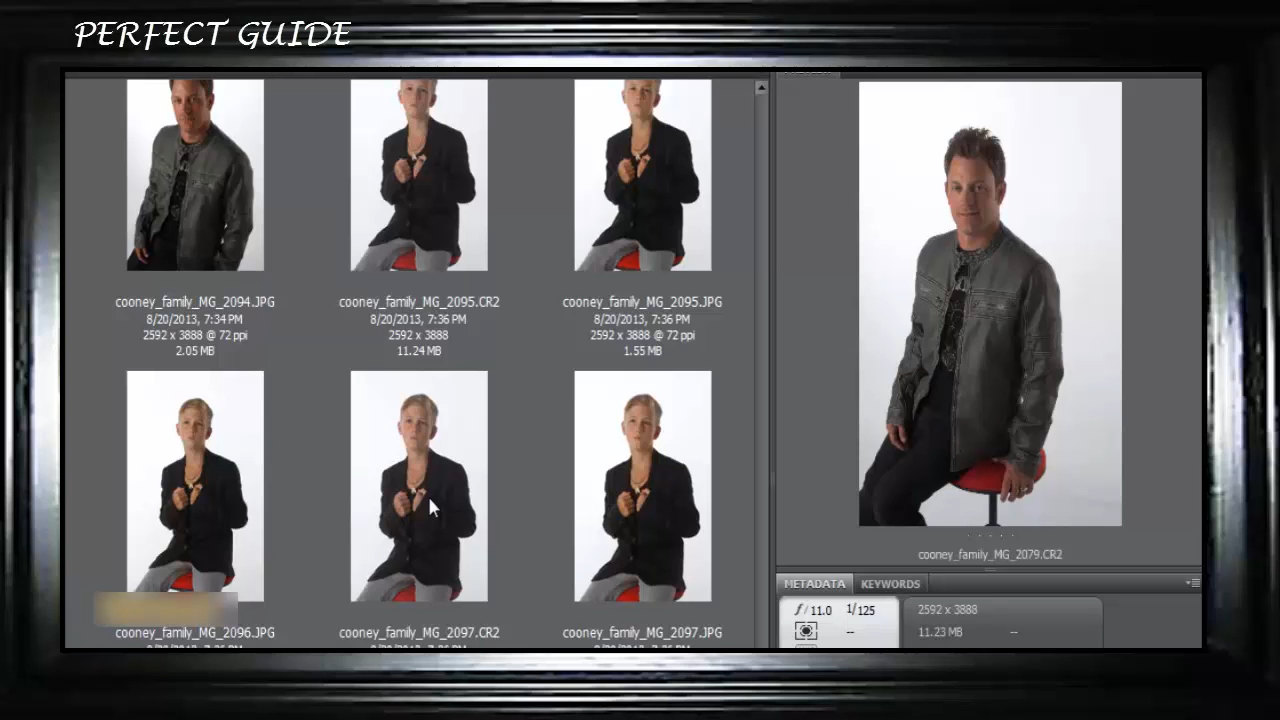 PERFECT GUIDE
cooney_family_MG_2094.JPG
8/20/2013, 7:34 PM
2592 x 3888 @ 72 ppi
2.05 MB
cooney_family_MG_2095.CR2
8/20/2013, 7:36 PM
2592 x 3888
11.24 MB
cooney_family_MG_2095.JPG
8/20/2013, 7:36 PM
2592 x 3888 @ 72 ppi
1.55 MB
cooney_family_MG_2096.JPG
cooney_family_MG_2097.CR2
cooney_family_MG_2097.JPG
cooney_family_MG_2079.CR2
METADATA
KEYWORDS
f/11.0 1/125
--
2592 x 3888
11.23 MB --